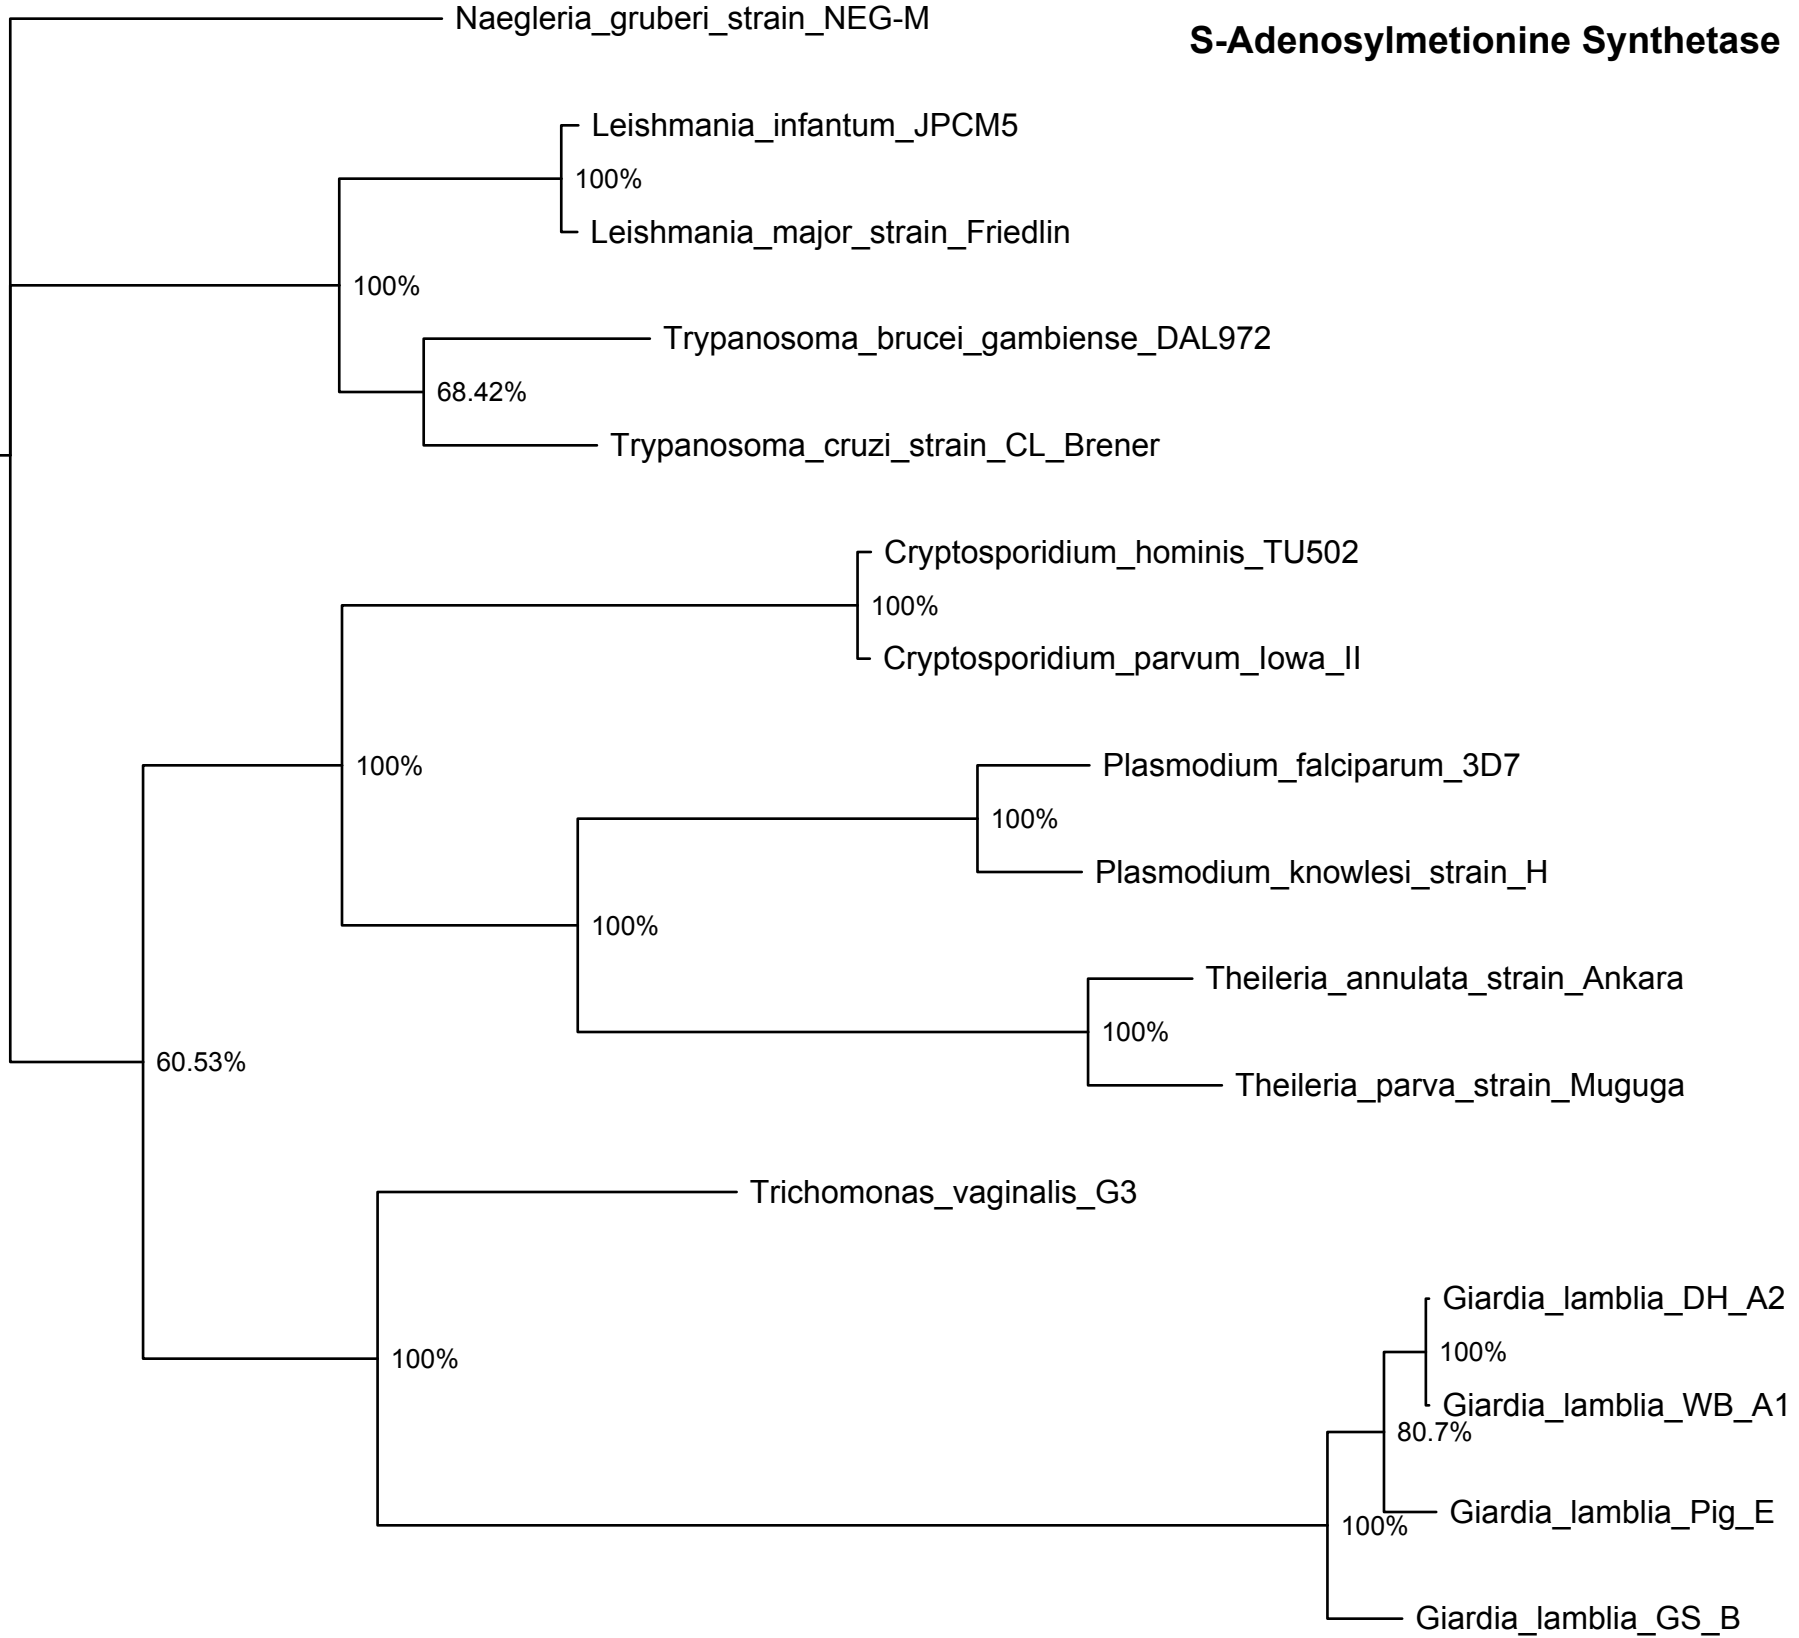 Naegleria_gruberi_strain_NEG-M
S-Adenosylmetionine Synthetase
Leishmania_infantum_JPCM5
100%
Leishmania_major_strain_Friedlin
100%
Trypanosoma_brucei_gambiense_DAL972
68.42%
Trypanosoma_cruzi_strain_CL_Brener
Cryptosporidium_hominis_TU502
100%
Cryptosporidium_parvum_Iowa_II
100%
Plasmodium_falciparum_3D7
100%
Plasmodium_knowlesi_strain_H
100%
Theileria_annulata_strain_Ankara
100%
60.53%
Theileria_parva_strain_Muguga
Trichomonas_vaginalis_G3
Giardia_lamblia_DH_A2
100%
100%
Giardia_lamblia_WB_A1
80.7%
Giardia_lamblia_Pig_E
100%
Giardia_lamblia_GS_B